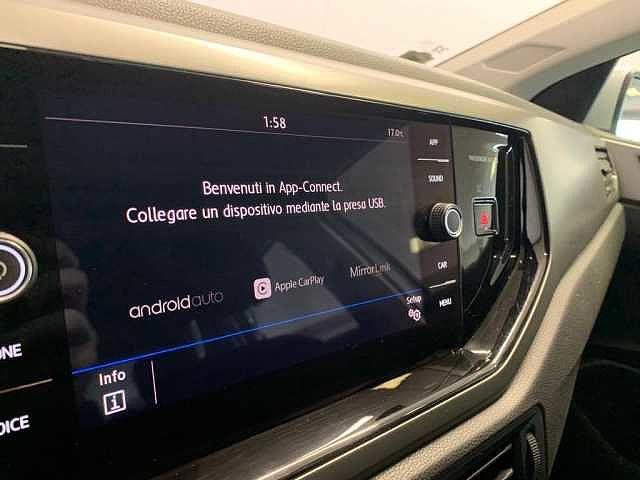 1:58
17.0°C
APP
SOUND
Benvenuti in App-Connect.
Collegare un dispositivo mediante la presa USB.
androidauto
Apple CarPlay
MirrorLink
CAR
MENU
Setup
Info
i
ONE
OICE